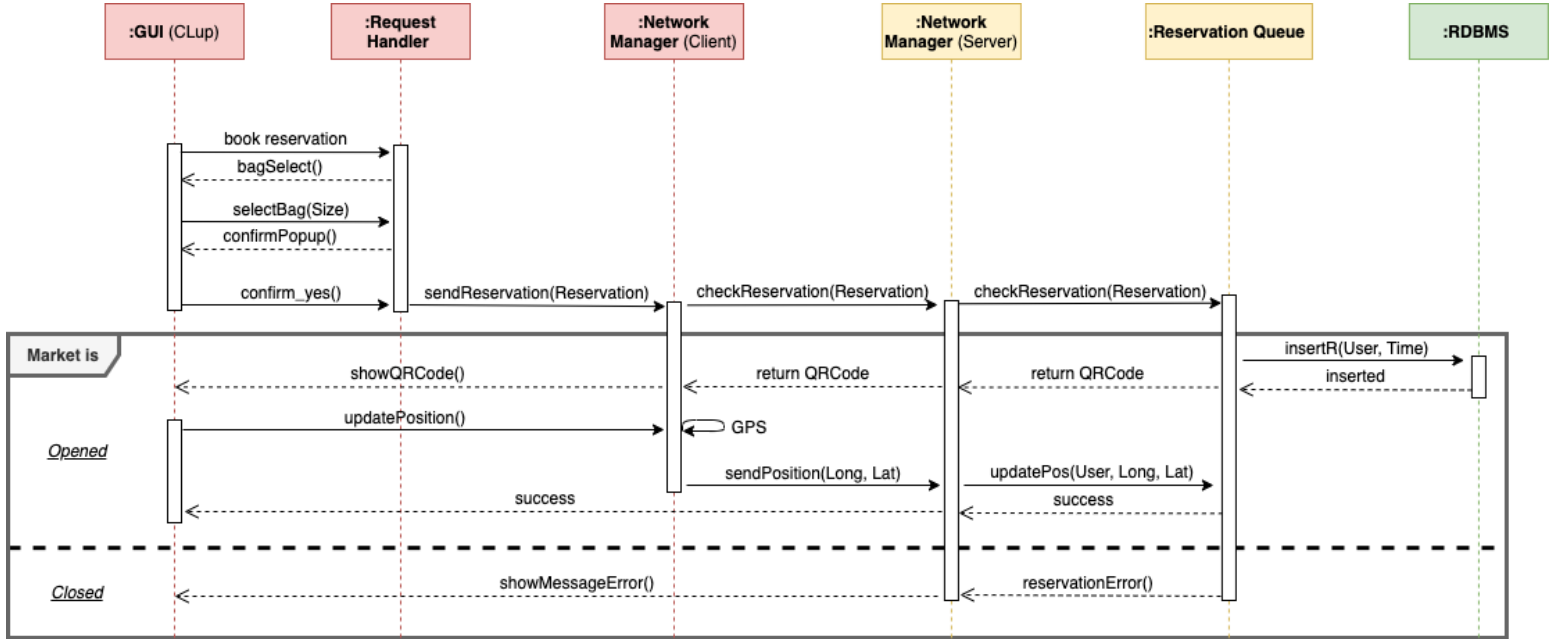 :GUI (CLup)
:Request
Handler
:Network
Manager (Client)
:Network
Manager (Server)
:Reservation Queue
:RDBMS
book reservation
bagSelect()
selectBag(Size)
confirmPopup()
confirm_yes()
sendReservation(Reservation)
checkReservation(Reservation)
checkReservation(Reservation)
Market is
insertR(User, Time)
showQRCode()
return QRCode
return QRCode
inserted
updatePosition()
GPS
Opened
sendPosition(Long, Lat)
updatePos(User, Long, Lat)
success
success
Closed
showMessageError()
reservationError()